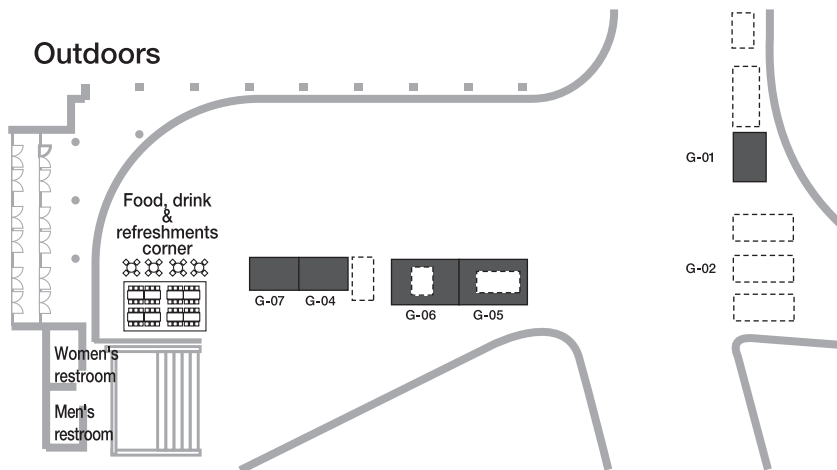 Outdoors
G-01
Food, drink
&
refreshments
corner
G-02
G-07
G-04
G-06
G-05
Women's
restroom
Men's
restroom